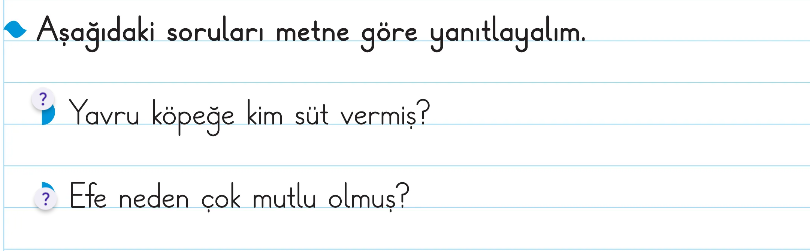 Aşağıdaki soruları metne göre yanıtlayalım.
? Yavru köpeğe kim süt vermiş?
? Efe neden çok mutlu olmuş?